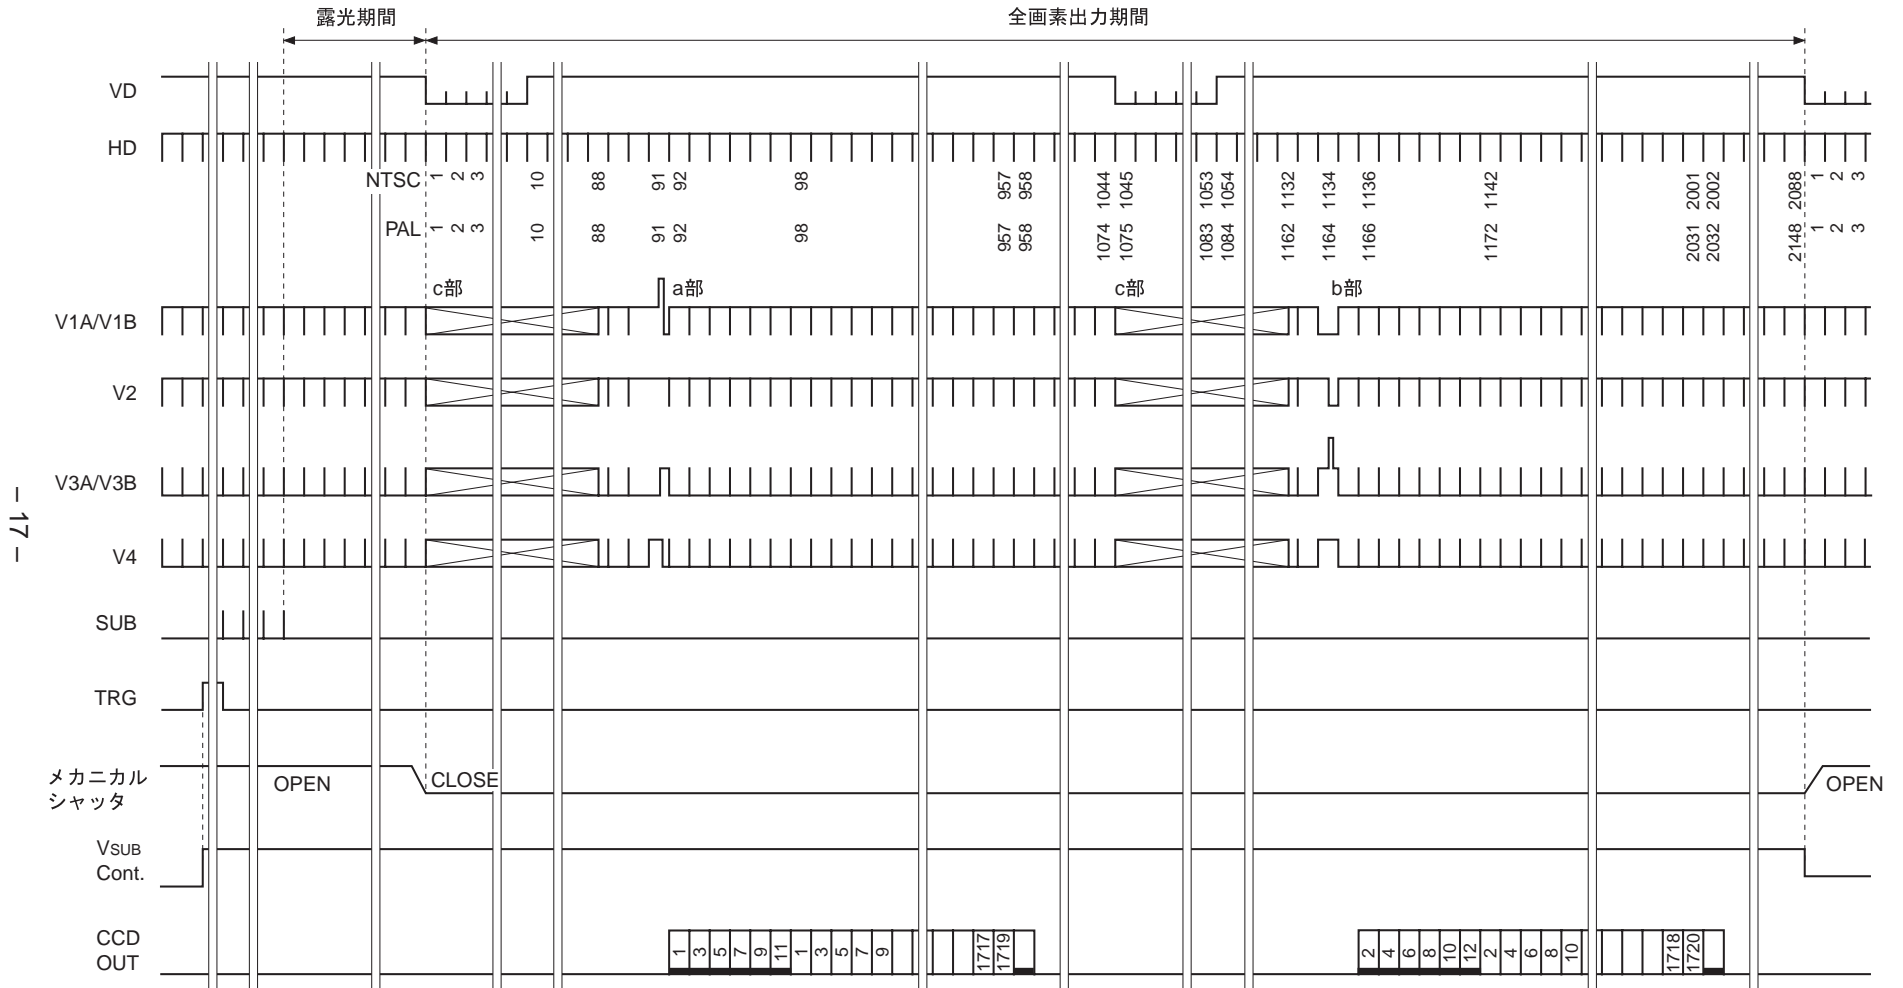 露光期間 全画素出力期間
VD
HD
NTSC 1 2 3 10 88 91 92 98 957 958 1044 1045 1053 1054 1132 1134 1136 1142 2001 2002 2088 1 2 3
PAL 1 2 3 10 88 91 92 98 957 958 1074 1075 1083 1084 1162 1164 1166 1172 2031 2032 2148 1 2 3
c部 a部 c部 b部
V1A/V1B
V2
V3A/V3B
V4
SUB
TRG
メカニカル
シャッタ
OPEN CLOSE OPEN
VSUB
Cont.
CCD
OUT
1 3 5 7 9 11 1 3 5 7 9 1717 1719 2 4 6 8 10 12 2 4 6 8 10 1718 1720
– 17 –